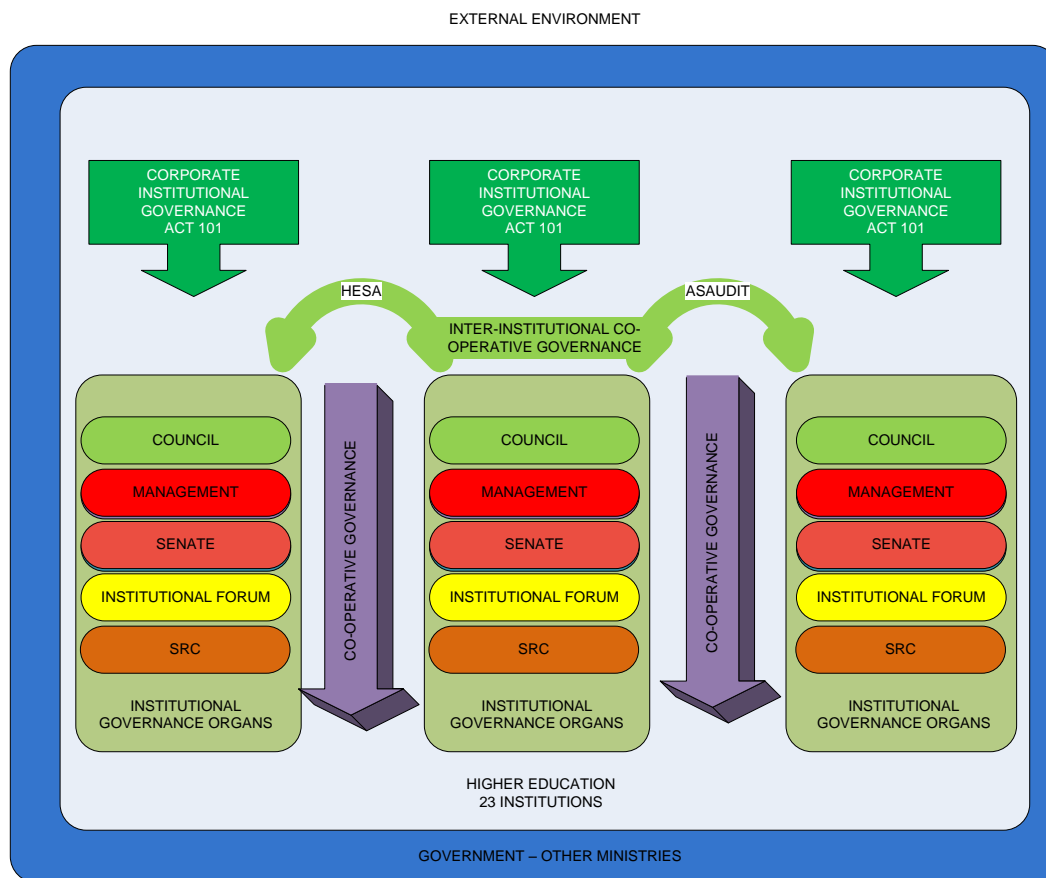 EXTERNAL ENVIRONMENT
CORPORATE
INSTITUTIONAL
GOVERNANCE
ACT 101
CORPORATE
INSTITUTIONAL
GOVERNANCE
ACT 101
CORPORATE
INSTITUTIONAL
GOVERNANCE
ACT 101
HESA
ASAUDIT
INTER-INSTITUTIONAL CO-
OPERATIVE GOVERNANCE
COUNCIL
MANAGEMENT
SENATE
INSTITUTIONAL FORUM
SRC
INSTITUTIONAL
GOVERNANCE ORGANS
CO-OPERATIVE GOVERNANCE
COUNCIL
MANAGEMENT
SENATE
INSTITUTIONAL FORUM
SRC
INSTITUTIONAL
GOVERNANCE ORGANS
CO-OPERATIVE GOVERNANCE
COUNCIL
MANAGEMENT
SENATE
INSTITUTIONAL FORUM
SRC
INSTITUTIONAL
GOVERNANCE ORGANS
HIGHER EDUCATION
23 INSTITUTIONS
GOVERNMENT – OTHER MINISTRIES